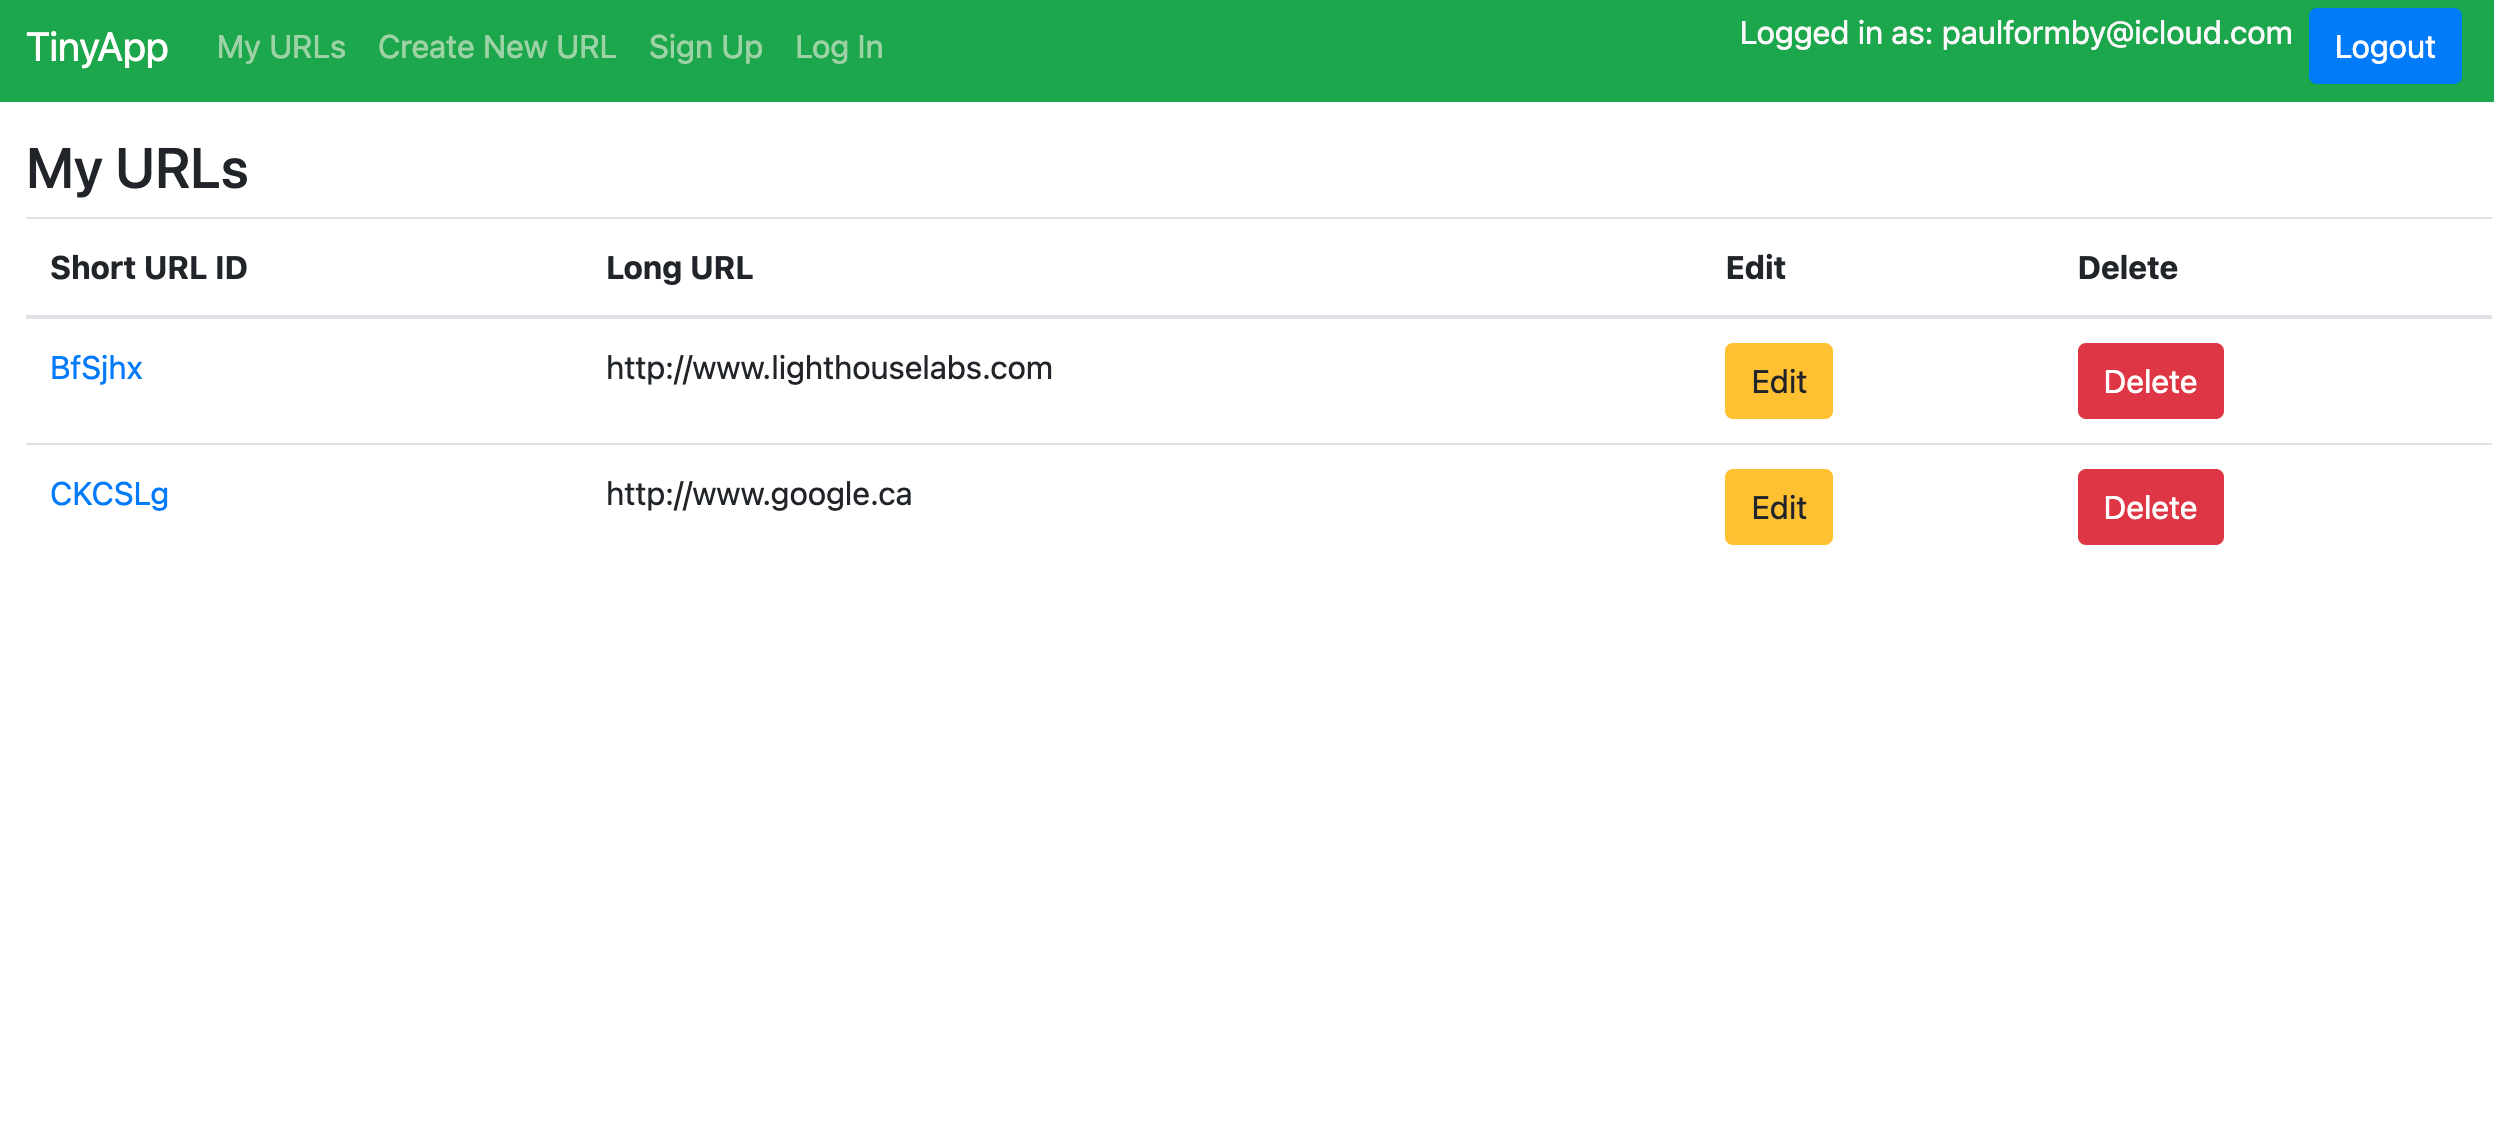 TinyApp My URLs Create New URL Sign Up Log In Logged in as: paulformby@icloud.com Logout
My URLs
Short URL ID Long URL Edit Delete
BfSjhx http://www.lighthouselabs.com Edit Delete
CKCSLg http://www.google.ca Edit Delete